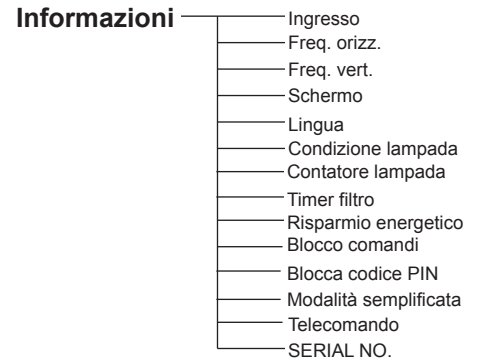 Informazioni
Ingresso
Freq. orizz.
Freq. vert.
Schermo
Lingua
Condizione lampada
Contatore lampada
Timer filtro
Risparmio energetico
Blocco comandi
Blocca codice PIN
Modalità semplificata
Telecomando
SERIAL NO.